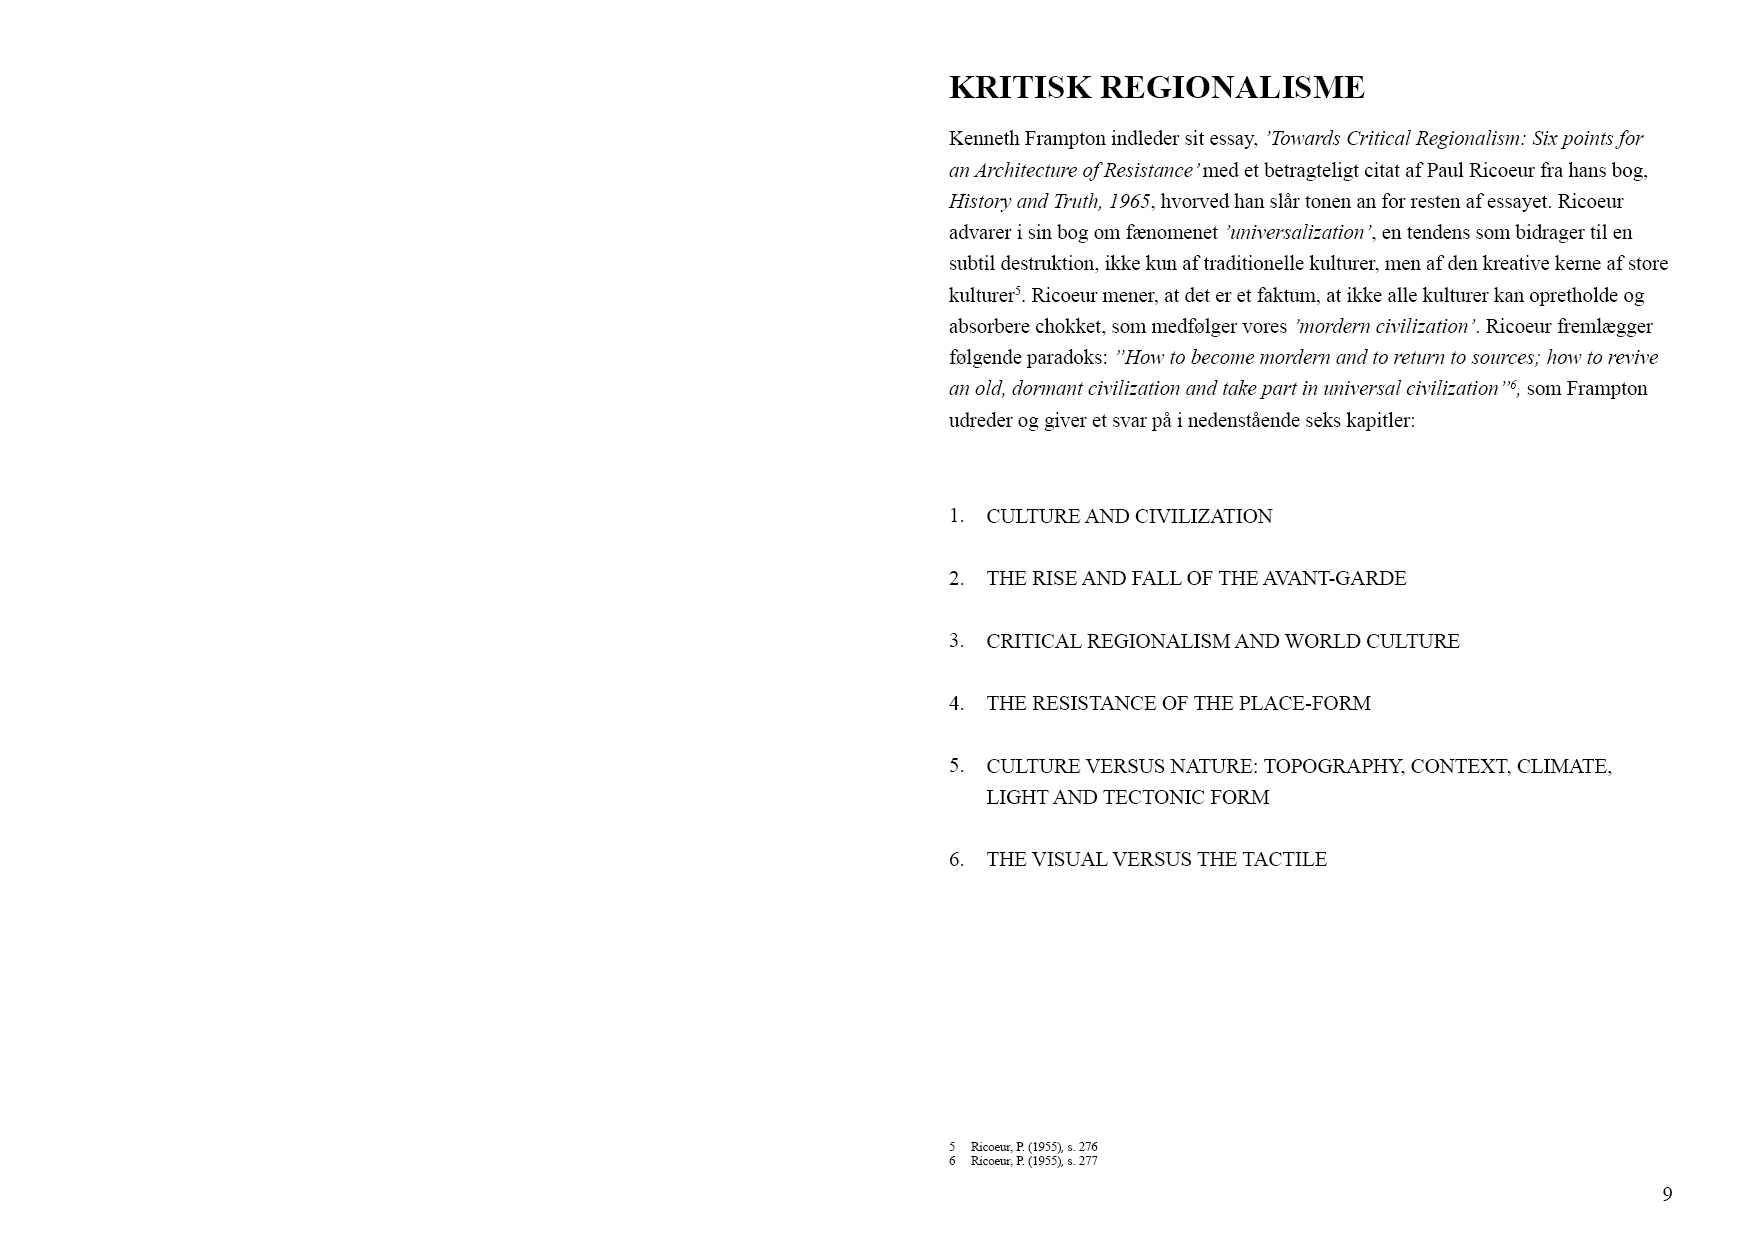 KRITISK REGIONALISME
Kenneth Frampton indleder sit essay, ’Towards Critical Regionalism: Six points for
an Architecture of Resistance’ med et betragteligt citat af Paul Ricoeur fra hans bog,
History and Truth, 1965, hvorved han slår tonen an for resten af essayet. Ricoeur
advarer i sin bog om fænomenet ’universalization’, en tendens som bidrager til en
subtil destruktion, ikke kun af traditionelle kulturer, men af den kreative kerne af store
kulturer5. Ricoeur mener, at det er et faktum, at ikke alle kulturer kan opretholde og
absorbere chokket, som medfølger vores ’mordern civilization’. Ricoeur fremlægger
følgende paradoks: ”How to become mordern and to return to sources; how to revive
an old, dormant civilization and take part in universal civilization”6, som Frampton
udreder og giver et svar på i nedenstående seks kapitler:
1. CULTURE AND CIVILIZATION
2. THE RISE AND FALL OF THE AVANT-GARDE
3. CRITICAL REGIONALISM AND WORLD CULTURE
4. THE RESISTANCE OF THE PLACE-FORM
5. CULTURE VERSUS NATURE: TOPOGRAPHY, CONTEXT, CLIMATE,
LIGHT AND TECTONIC FORM
6. THE VISUAL VERSUS THE TACTILE
5 Ricoeur, P. (1955), s. 276
6 Ricoeur, P. (1955), s. 277
9